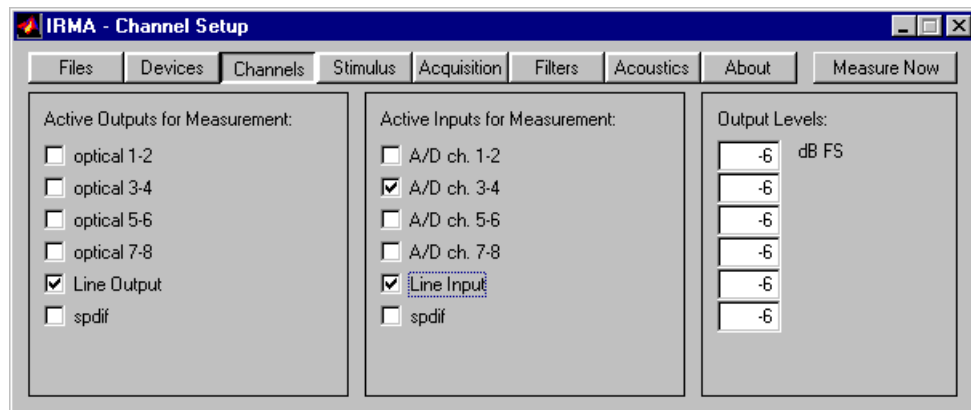 IRMA - Channel Setup
Files Devices Channels Stimulus Acquisition Filters Acoustics About Measure Now
Active Outputs for Measurement:
optical 1-2
optical 3-4
optical 5-6
optical 7-8
Line Output
spdif
Active Inputs for Measurement:
A/D ch. 1-2
A/D ch. 3-4
A/D ch. 5-6
A/D ch. 7-8
Line Input
spdif
Output Levels:
-6 dB FS
-6
-6
-6
-6
-6